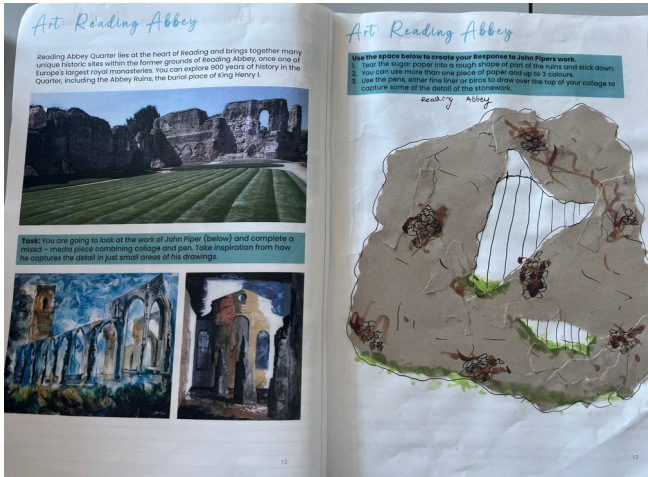 Art Reading Abbey
Reading Abbey Quarter lies at the heart of Reading and brings together many
unique historic sites within the former grounds of Reading Abbey, once one of
Europe's largest royal monasteries. You can explore 900 years of history in the
Quarter, including the Abbey Ruins, the burial place of King Henry I.
Task: You are going to look at the work of John Piper (below) and complete a
mixed – media piece combining collage and pen. Take inspiration from how
he captures the detail in just small areas of his drawings.
12
Art Reading Abbey
Use the space below to create your Response to John Pipers work.
1. Tear the sugar paper into a rough shape of part of the ruins and stick down.
2. You can use more than one piece of paper and up to 3 colours.
3. Use the pens, either fine liner or biros to draw over the top of your collage to
capture some of the detail of the stonework.
Reading Abbey
13